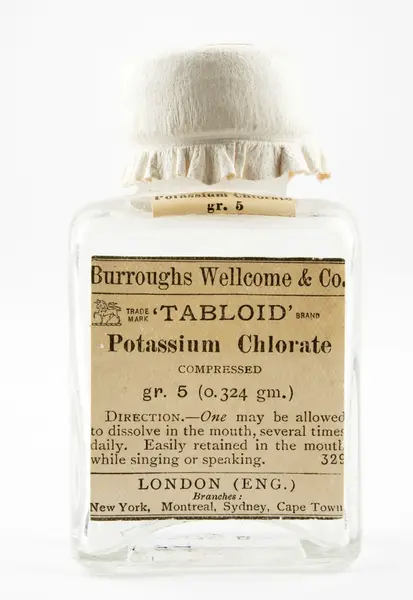 Potassium Chlorate
gr. 5
Burroughs Wellcome & Co.
TRADE MARK 'TABLOID' BRAND
Potassium Chlorate
COMPRESSED
gr. 5 (0.324 gm.)
DIRECTION.—One may be allowed
to dissolve in the mouth, several times
daily. Easily retained in the mouth
while singing or speaking. 329
LONDON (ENG.)
Branches:
New York, Montreal, Sydney, Cape Town